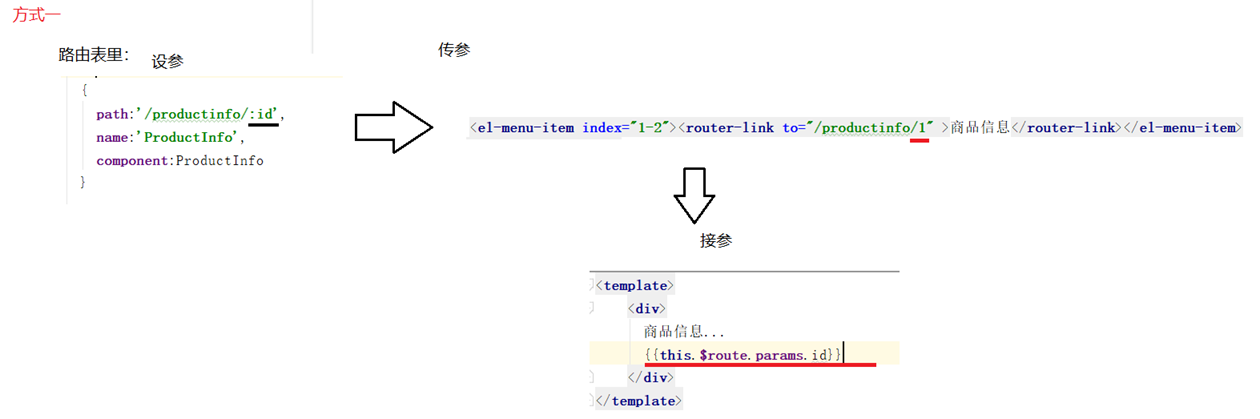 方式一
路由表里：
设参
{
path:'/productinfo/:id',
name:'ProductInfo',
component:ProductInfo
}
传参
<el-menu-item index="1-2"><router-link to="/productinfo/1" >商品信息</router-link></el-menu-item>
接参
<template>
<div>
商品信息...
{{this.$route.params.id}}
</div>
</template>